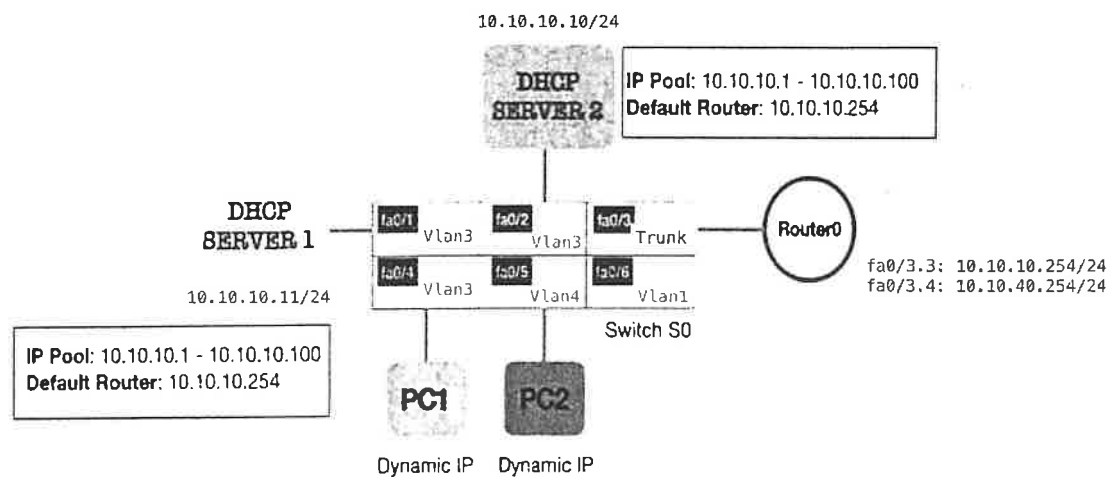 10.10.10.10/24
DHCP
SERVER 2
IP Pool: 10.10.10.1 - 10.10.10.100
Default Router: 10.10.10.254
DHCP
SERVER 1
fa0/1
Vlan3
fa0/2
Vlan3
fa0/3
Trunk
Router0
fa0/3.3: 10.10.10.254/24
fa0/3.4: 10.10.40.254/24
fa0/4
Vlan3
fa0/5
Vlan4
fa0/6
Vlan1
10.10.10.11/24
Switch S0
IP Pool: 10.10.10.1 - 10.10.10.100
Default Router: 10.10.10.254
PC1
PC2
Dynamic IP
Dynamic IP